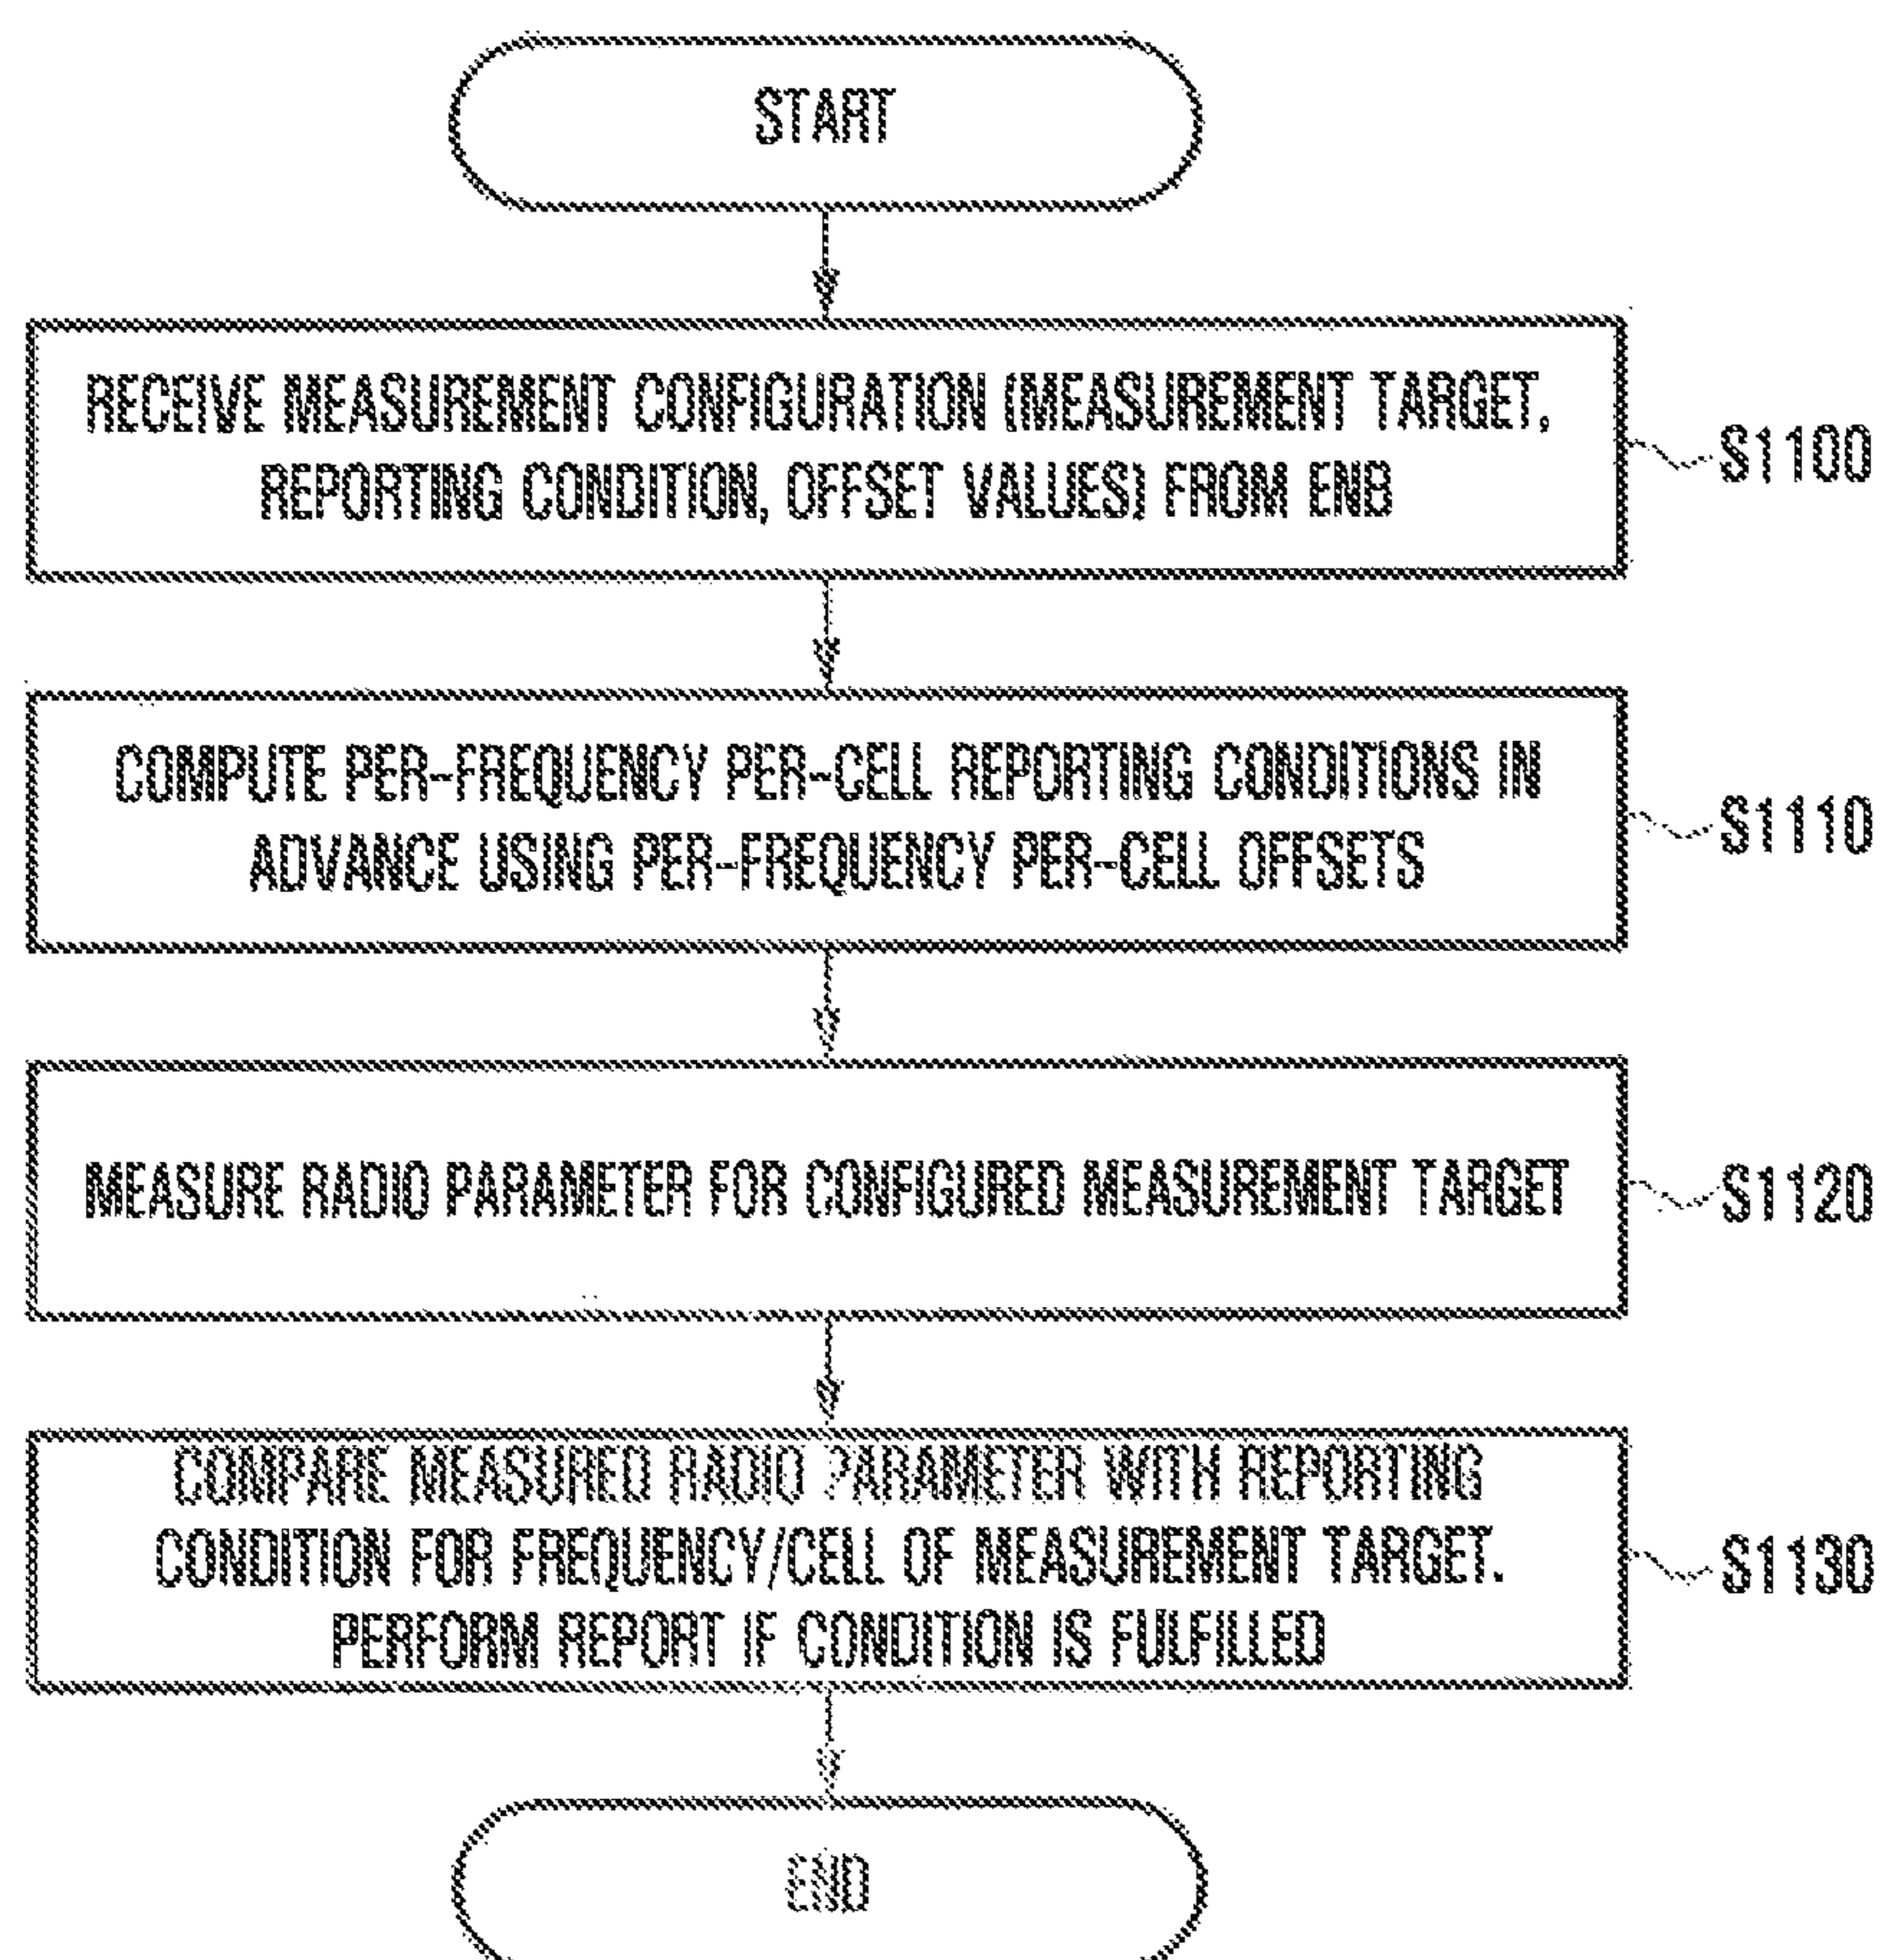 START
RECEIVE MEASUREMENT CONFIGURATION (MEASUREMENT TARGET,
REPORTING CONDITION, OFFSET VALUES) FROM ENB
S1100
COMPUTE PER-FREQUENCY PER-CELL REPORTING CONDITIONS IN
ADVANCE USING PER-FREQUENCY PER-CELL OFFSETS
S1110
MEASURE RADIO PARAMETER FOR CONFIGURED MEASUREMENT TARGET
S1120
COMPARE MEASURED RADIO PARAMETER WITH REPORTING
CONDITION FOR FREQUENCY/CELL OF MEASUREMENT TARGET.
PERFORM REPORT IF CONDITION IS FULFILLED
S1130
END